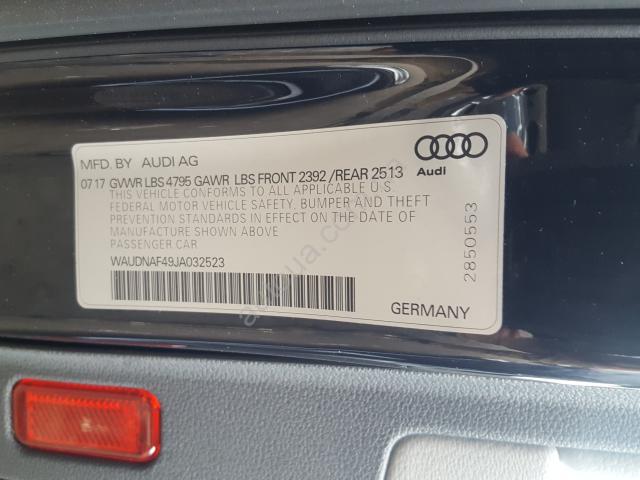 MFD. BY AUDI AG
Audi
07 17 GVWR LBS 4795 GAWR LBS FRONT 2392 /REAR 2513
THIS VEHICLE CONFORMS TO ALL APPLICABLE U.S.
FEDERAL MOTOR VEHICLE SAFETY, BUMPER AND THEFT
PREVENTION STANDARDS IN EFFECT ON THE DATE OF
MANUFACTURE SHOWN ABOVE
PASSENGER CAR
WAUDNAF49JA032523
GERMANY
2850553